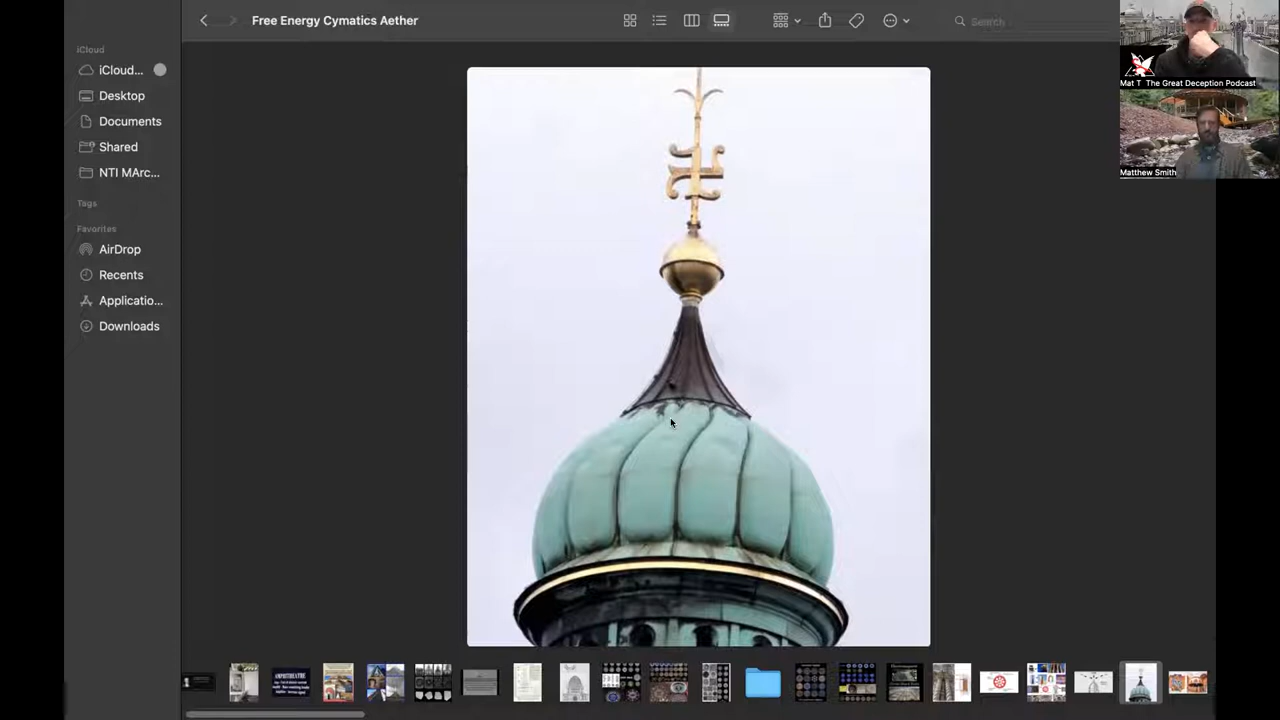 Free Energy Cymatics Aether
Search
iCloud
iCloud...
Desktop
Documents
Shared
NTI MArc...
Tags
Favorites
AirDrop
Recents
Applicatio...
Downloads
Mat T The Great Deception Podcast
Matthew Smith
AMPHITHEATRE